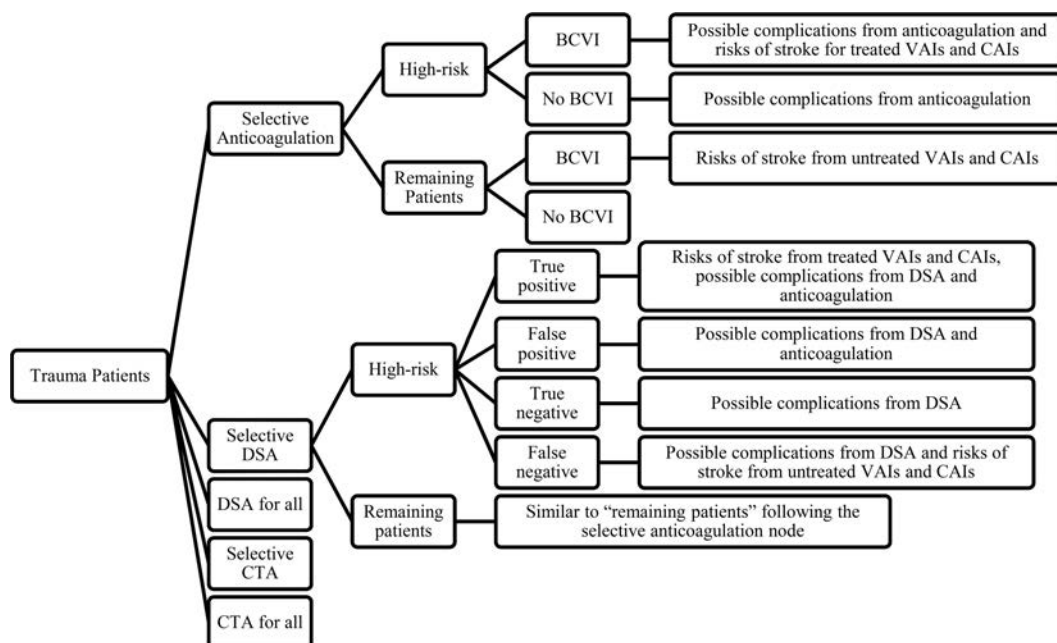 BCVI
Possible complications from anticoagulation and
risks of stroke for treated VAIs and CAIs
High-risk
No BCVI
Possible complications from anticoagulation
Selective
Anticoagulation
BCVI
Risks of stroke from untreated VAIs and CAIs
Remaining
Patients
No BCVI
True
positive
Risks of stroke from treated VAIs and CAIs,
possible complications from DSA and
anticoagulation
False
positive
Possible complications from DSA and
anticoagulation
High-risk
Trauma Patients
True
negative
Possible complications from DSA
Selective
DSA
False
negative
Possible complications from DSA and risks of
stroke from untreated VAIs and CAIs
DSA for all
Remaining
patients
Similar to “remaining patients” following the
selective anticoagulation node
Selective
CTA
CTA for all